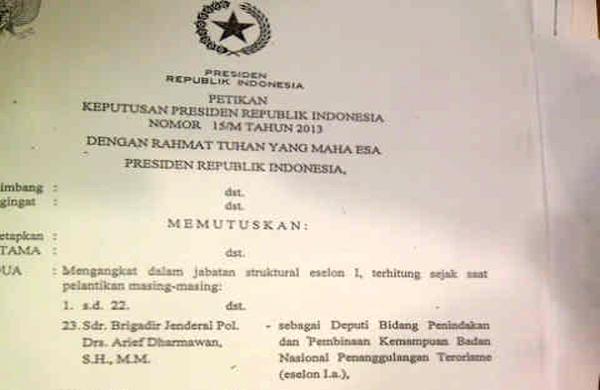 PRESIDEN
REPUBLIK INDONESIA
PETIKAN
KEPUTUSAN PRESIDEN REPUBLIK INDONESIA
NOMOR 15/M TAHUN 2013
DENGAN RAHMAT TUHAN YANG MAHA ESA
PRESIDEN REPUBLIK INDONESIA,
imbang : dst.
gingat : dst.
MEMUTUSKAN:
etapkan :
TAMA : dst.
DUA : Mengangkat dalam jabatan struktural eselon I, terhitung sejak saat
pelantikan masing-masing:
1. s.d. 22. dst.
23. Sdr. Brigadir Jenderal Pol. - sebagai Deputi Bidang Penindakan
Drs. Arief Dharmawan, dan Pembinaan Kemampuan Badan
S.H., M.M. Nasional Penanggulangan Terorisme
(eselon I.a.),